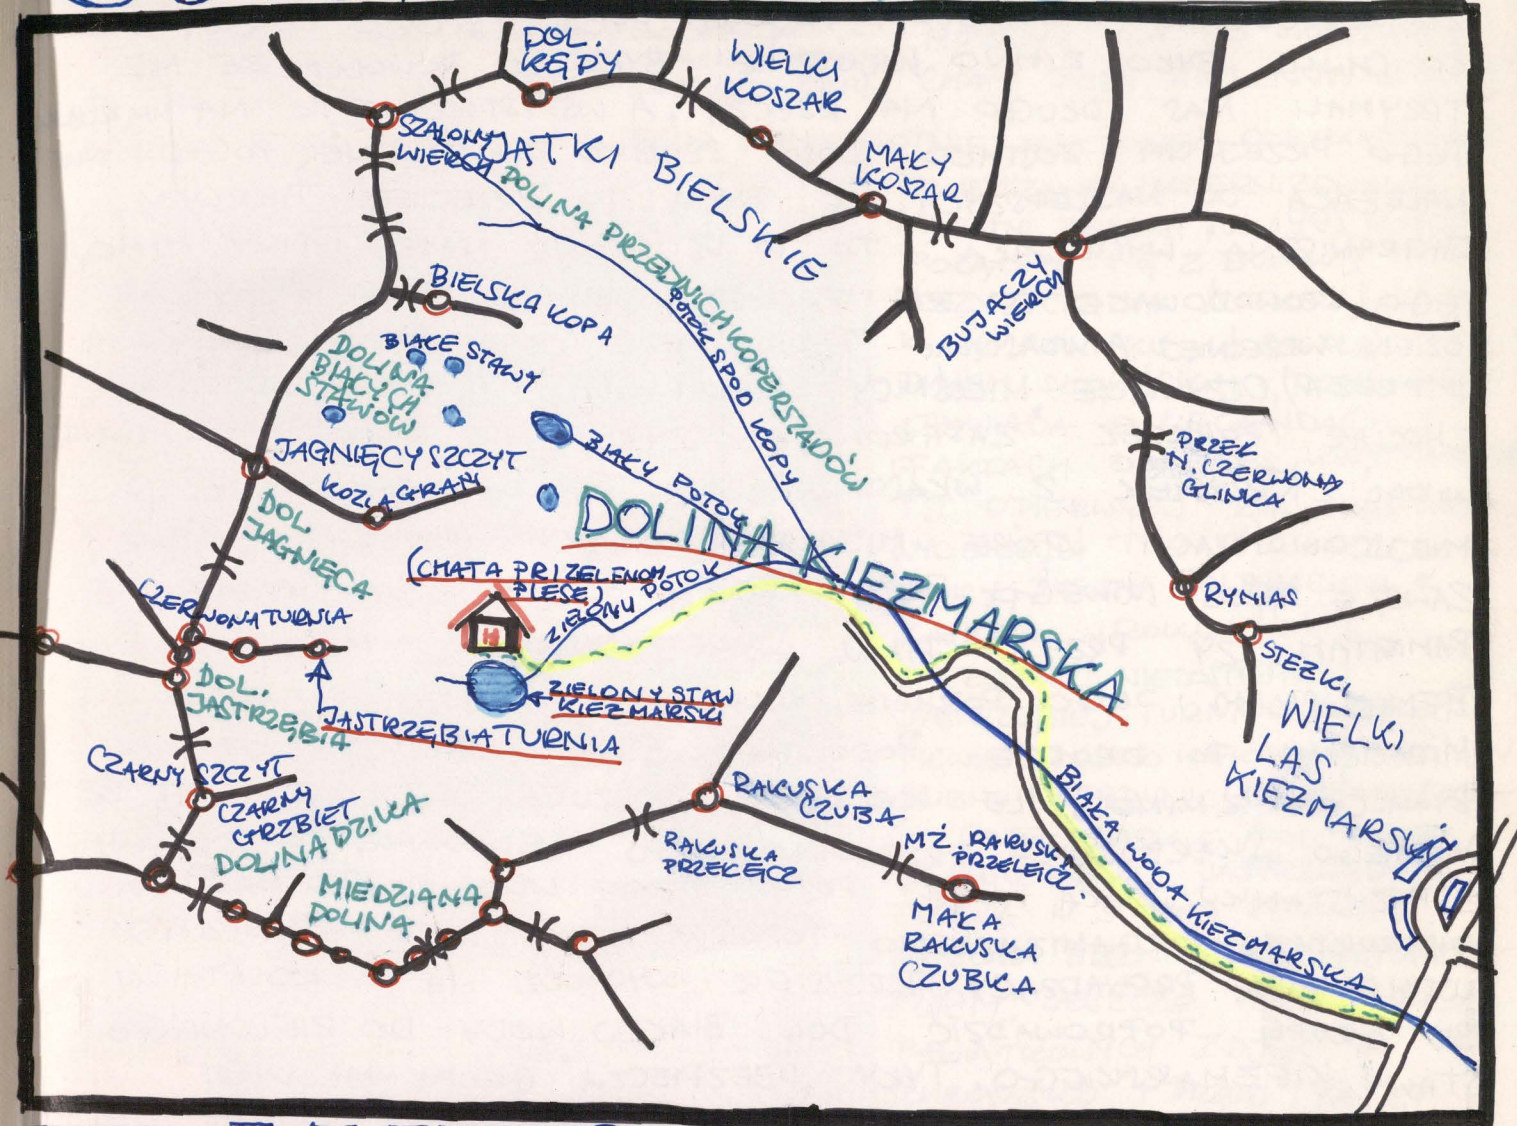 DOL.
KĘPY
WIELKI
KOSZAR
SZALONY
WIERCH
JATKI BIELSKIE
MAŁY
KOSZAR
DOLINA PRZEDNICH KOPERSZADÓW
POTOK SPOD KOPY
BUJACZY
WIERCH
BIELSKA KOPA
BIAŁE STAWY
DOLINA
BIAŁYCH
STAWÓW
BIAŁY POTOK
PRZEŁ
N. CZERWONĄ
GLINKĄ
JAGNIĘCY SZCZYT
KOZIA GRAŃ
DOL.
JAGNIĘCA
DOLINA KIEŻMARSKA
(CHATA PRI ZELENOM
PLESE)
ZIELONY POTOK
CZERWONA TURNIA
H
RYNIAS
STEŻKI
DOL.
JASTRZĘBIA
ZIELONY STAW
KIEŻMARSKI
JASTRZĘBIA TURNIA
WIELKI
LAS
KIEŻMARSKI
CZARNY SZCZYT
CZARNY
GRZBIET
DOLINA DZIKA
RAKUSKA
CZUBA
RAKUSKA
PRZEŁĘCZ
MŻ. RAKUSKA
PRZEŁĘCZ.
BIAŁA WODA KIEŻMARSKA
MIEDZIANA
DOLINA
MAŁA
RAKUSKA
CZUBKA